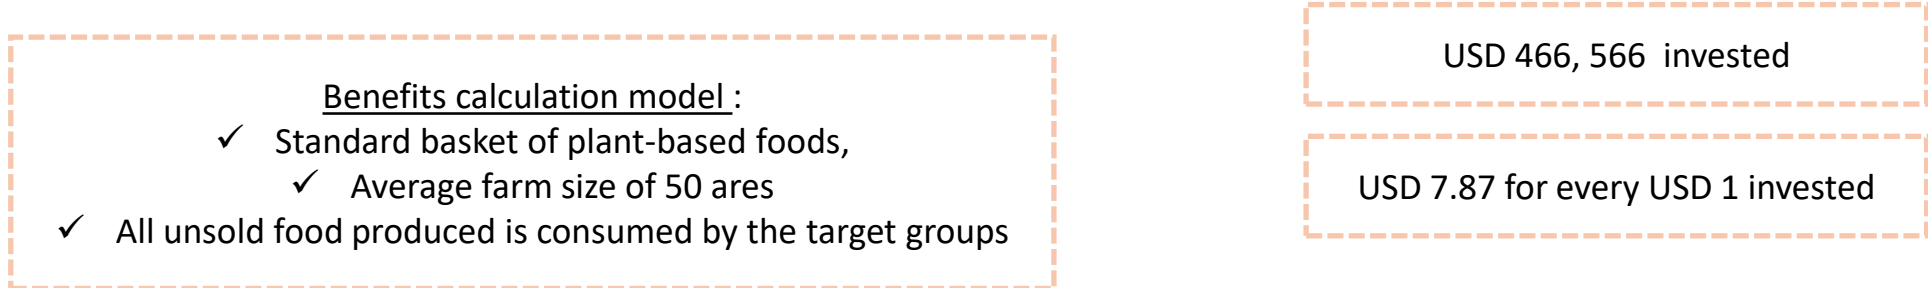 Benefits calculation model :
✓ Standard basket of plant-based foods,
✓ Average farm size of 50 ares
✓ All unsold food produced is consumed by the target groups
USD 466, 566 invested
USD 7.87 for every USD 1 invested